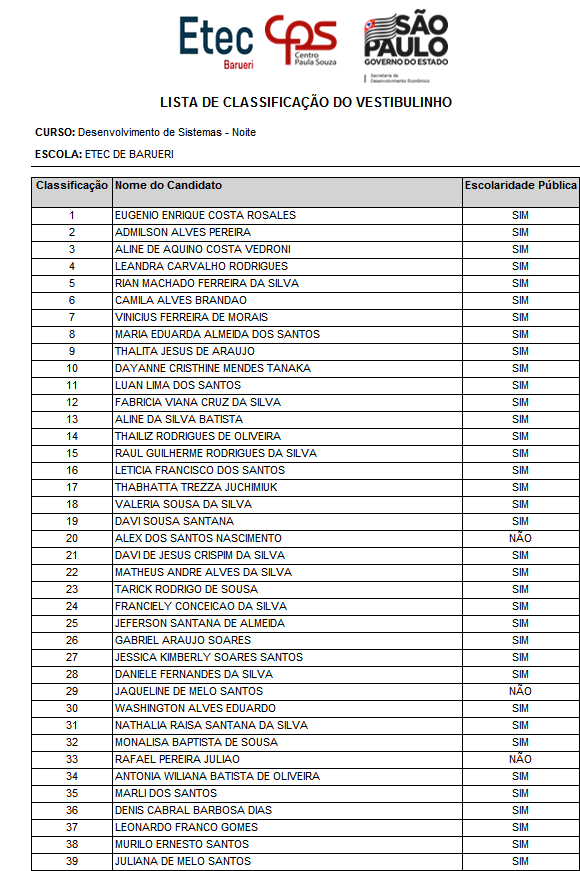 Etec
Barueri
CPS
Centro
Paula Souza
SÃO
PAULO
GOVERNO DO ESTADO
Secretaria de
Desenvolvimento Econômico
LISTA DE CLASSIFICAÇÃO DO VESTIBULINHO
CURSO: Desenvolvimento de Sistemas - Noite
ESCOLA: ETEC DE BARUERI
Classificação Nome do Candidato Escolaridade Pública
1 EUGENIO ENRIQUE COSTA ROSALES SIM
2 ADMILSON ALVES PEREIRA SIM
3 ALINE DE AQUINO COSTA VEDRONI SIM
4 LEANDRA CARVALHO RODRIGUES SIM
5 RIAN MACHADO FERREIRA DA SILVA SIM
6 CAMILA ALVES BRANDAO SIM
7 VINICIUS FERREIRA DE MORAIS SIM
8 MARIA EDUARDA ALMEIDA DOS SANTOS SIM
9 THALITA JESUS DE ARAUJO SIM
10 DAYANNE CRISTHINE MENDES TANAKA SIM
11 LUAN LIMA DOS SANTOS SIM
12 FABRICIA VIANA CRUZ DA SILVA SIM
13 ALINE DA SILVA BATISTA SIM
14 THAILIZ RODRIGUES DE OLIVEIRA SIM
15 RAUL GUILHERME RODRIGUES DA SILVA SIM
16 LETICIA FRANCISCO DOS SANTOS SIM
17 THABHATTA TREZZA JUCHIMIUK SIM
18 VALERIA SOUSA DA SILVA SIM
19 DAVI SOUSA SANTANA SIM
20 ALEX DOS SANTOS NASCIMENTO NÃO
21 DAVI DE JESUS CRISPIM DA SILVA SIM
22 MATHEUS ANDRE ALVES DA SILVA SIM
23 TARICK RODRIGO DE SOUSA SIM
24 FRANCIELY CONCEICAO DA SILVA SIM
25 JEFERSON SANTANA DE ALMEIDA SIM
26 GABRIEL ARAUJO SOARES SIM
27 JESSICA KIMBERLY SOARES SANTOS SIM
28 DANIELE FERNANDES DA SILVA SIM
29 JAQUELINE DE MELO SANTOS NÃO
30 WASHINGTON ALVES EDUARDO SIM
31 NATHALIA RAISA SANTANA DA SILVA SIM
32 MONALISA BAPTISTA DE SOUSA SIM
33 RAFAEL PEREIRA JULIAO NÃO
34 ANTONIA WILIANA BATISTA DE OLIVEIRA SIM
35 MARLI DOS SANTOS SIM
36 DENIS CABRAL BARBOSA DIAS SIM
37 LEONARDO FRANCO GOMES SIM
38 MURILO ERNESTO SANTOS SIM
39 JULIANA DE MELO SANTOS SIM